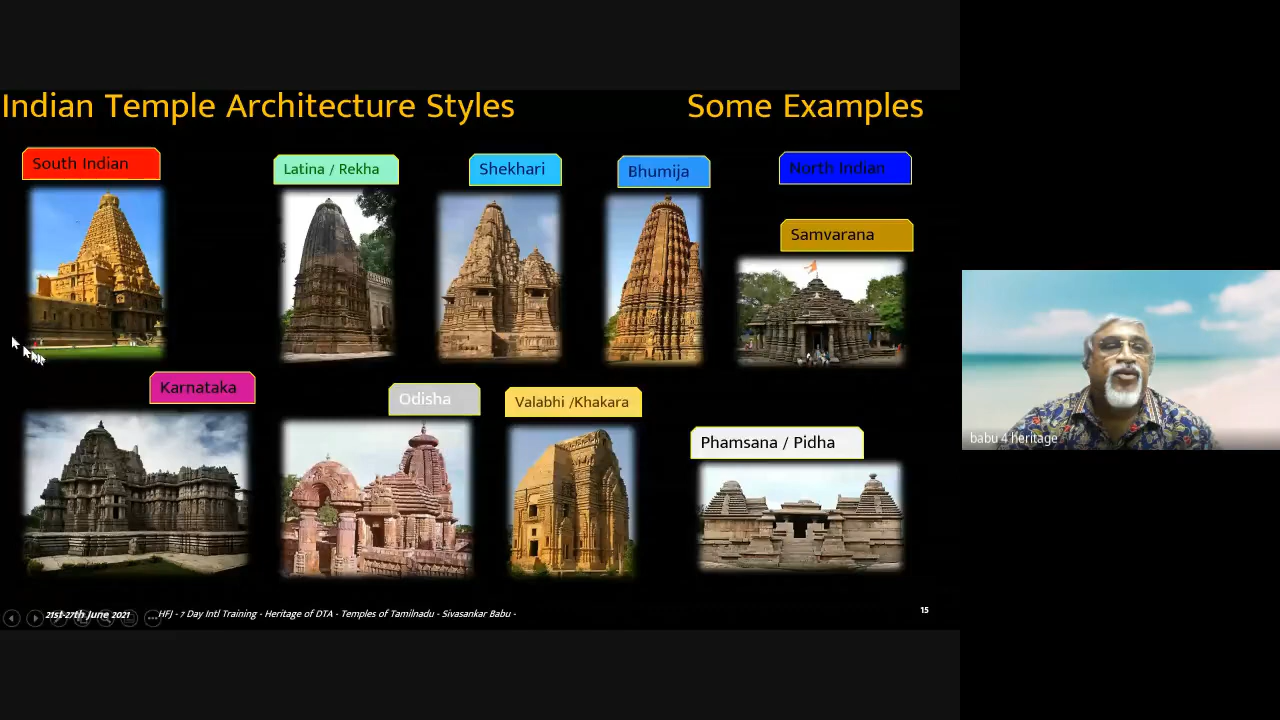 Indian Temple Architecture Styles
Some Examples
South Indian
Latina / Rekha
Shekhari
Bhumija
North Indian
Samvarana
Karnataka
Odisha
Valabhi /Khakara
Phamsana / Pidha
babu 4 heritage
21st-27th June 2021
HFJ - 7 Day Intl Training - Heritage of DTA - Temples of Tamilnadu - Sivasankar Babu -
15